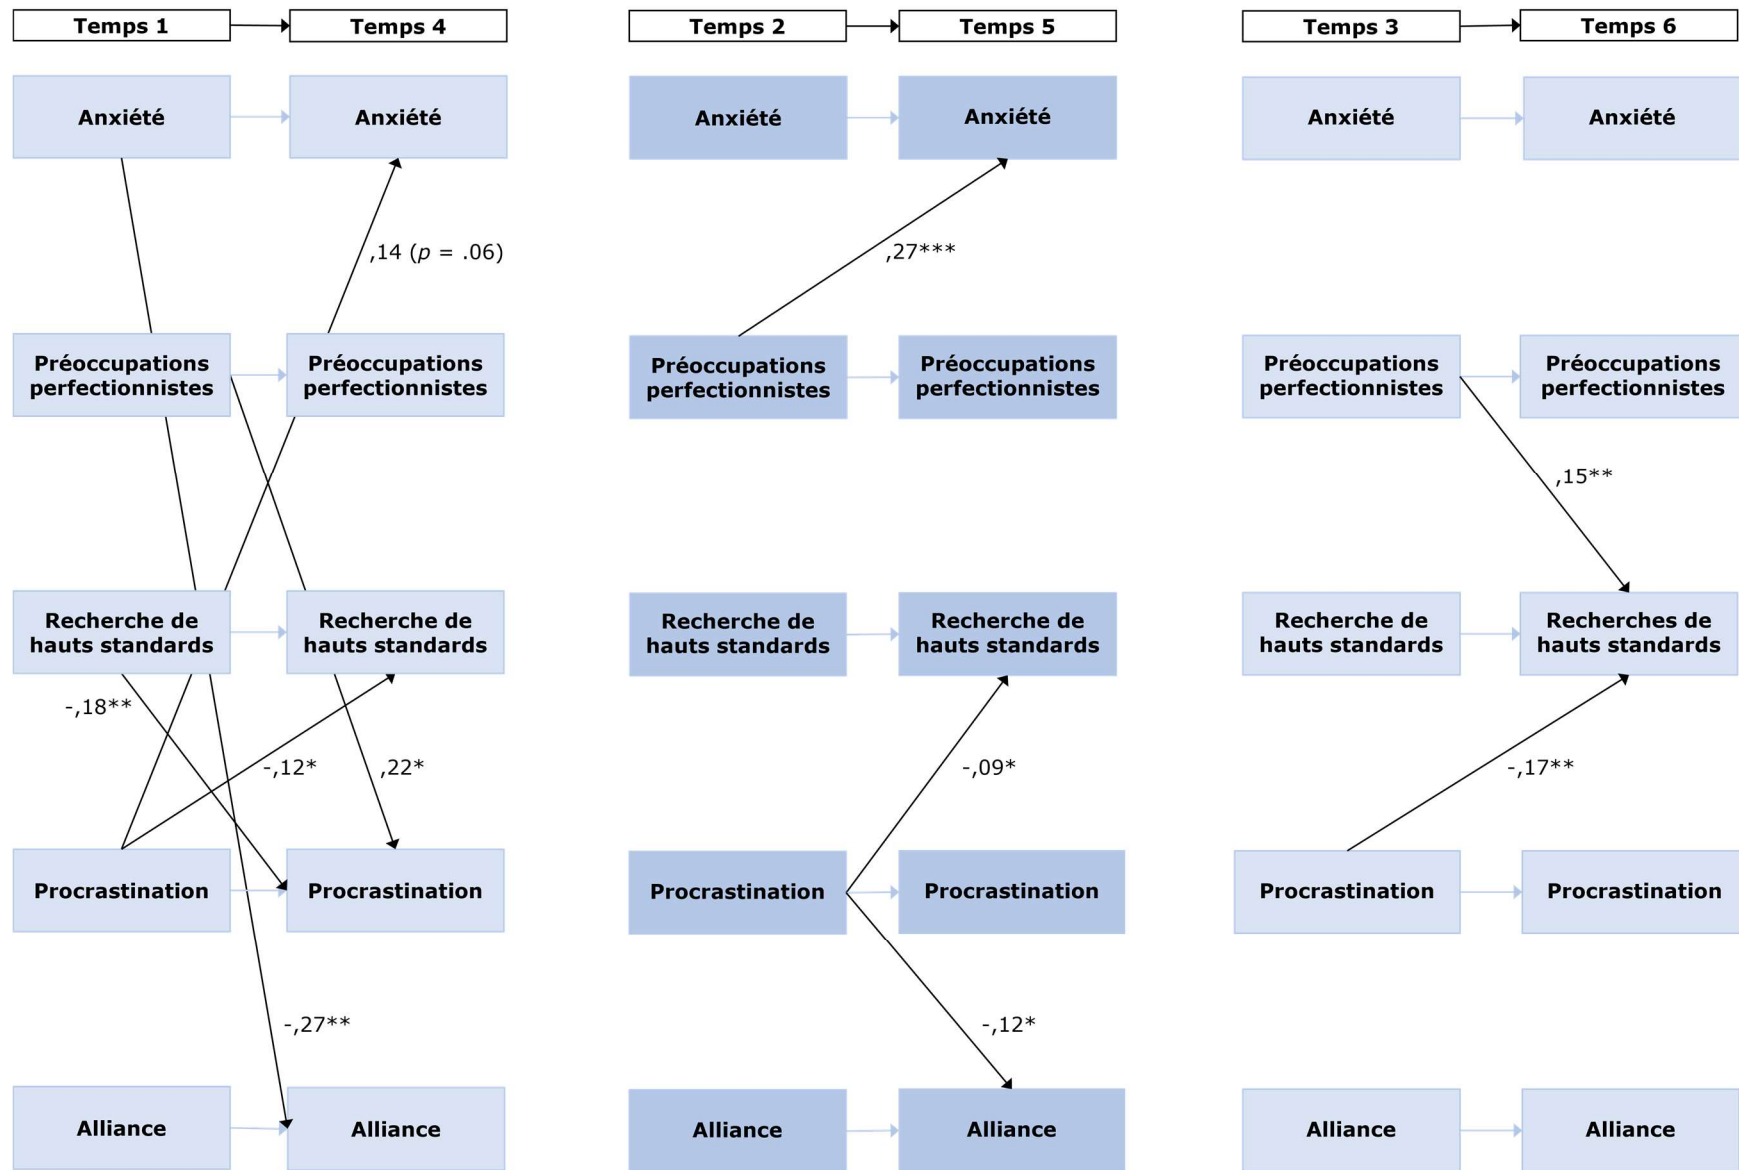 Temps 1
Temps 4
Temps 2
Temps 5
Temps 3
Temps 6
Anxiété
Anxiété
Anxiété
Anxiété
Anxiété
Anxiété
,14 (p = .06)
,27***
Préoccupations
perfectionnistes
Préoccupations
perfectionnistes
Préoccupations
perfectionnistes
Préoccupations
perfectionnistes
Préoccupations
perfectionnistes
Préoccupations
perfectionnistes
,15**
Recherche de
hauts standards
Recherche de
hauts standards
Recherche de
hauts standards
Recherche de
hauts standards
Recherche de
hauts standards
Recherches de
hauts standards
-,18**
-,12*
,22*
-,09*
-,17**
Procrastination
Procrastination
Procrastination
Procrastination
Procrastination
Procrastination
-,27**
-,12*
Alliance
Alliance
Alliance
Alliance
Alliance
Alliance